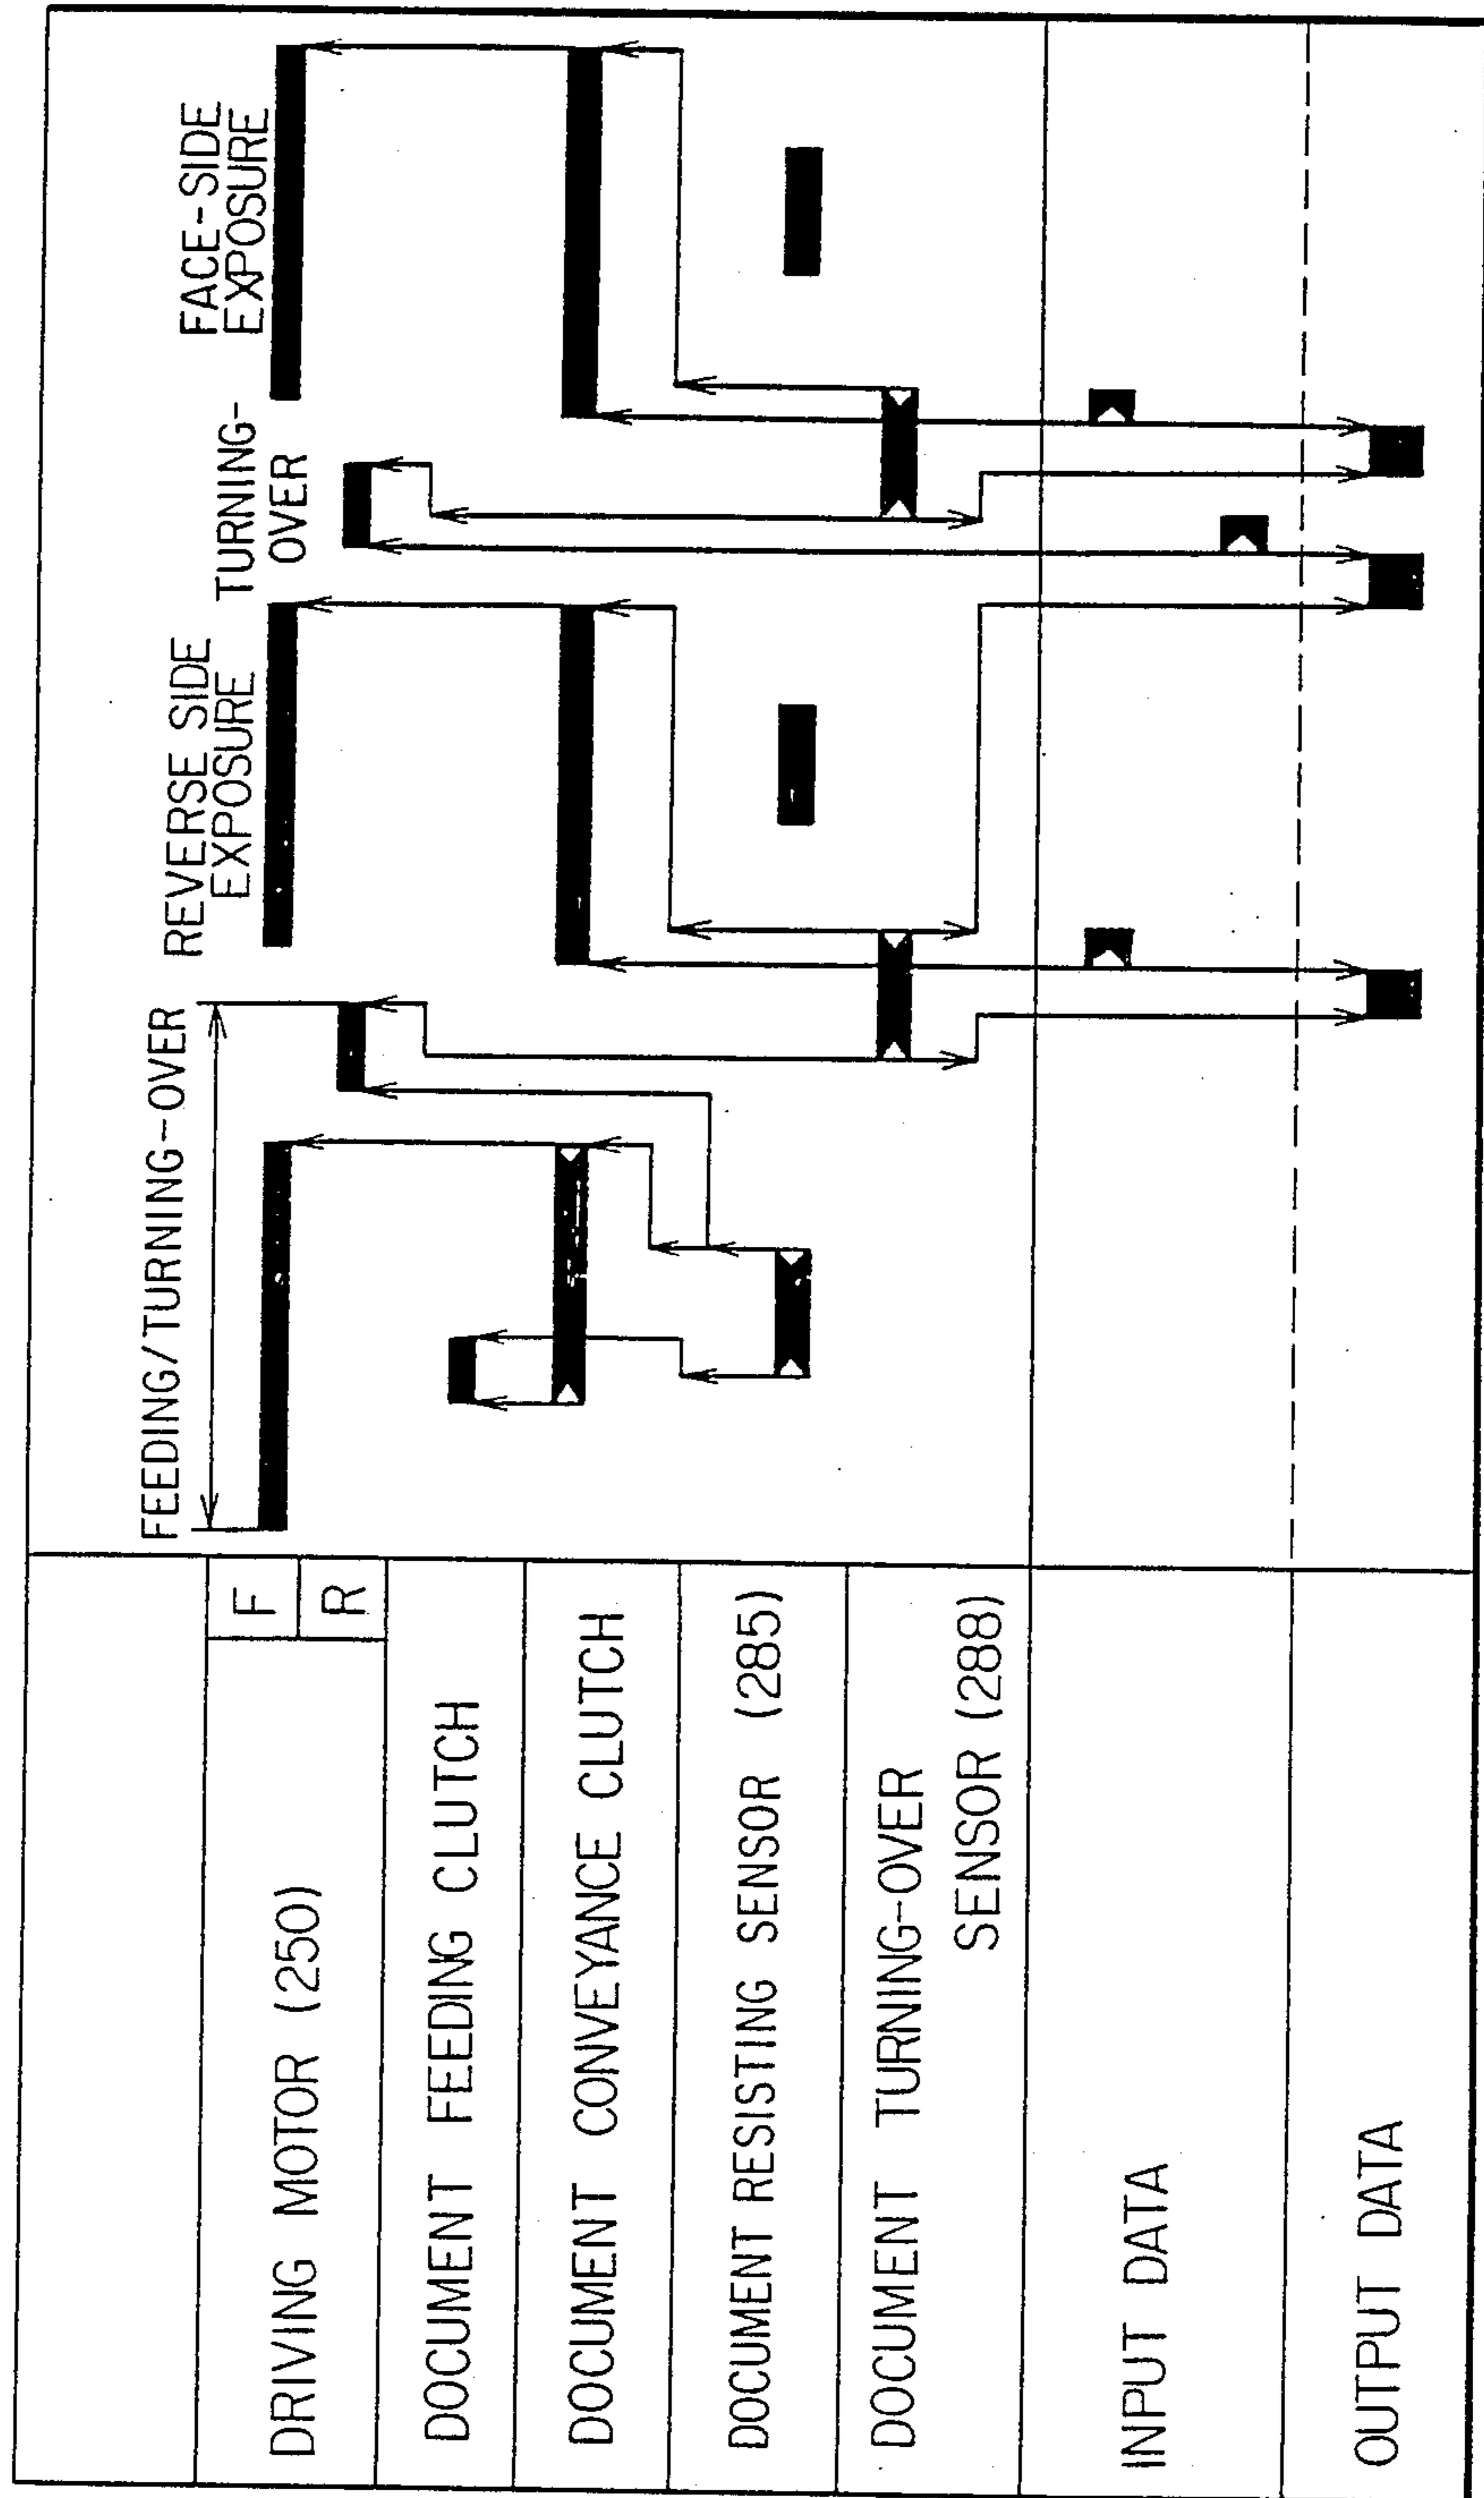 FEEDING/TURNING-OVER
REVERSE SIDE
EXPOSURE
TURNING-
OVER
FACE-SIDE
EXPOSURE
DRIVING MOTOR (250)
F
R
DOCUMENT FEEDING CLUTCH
DOCUMENT CONVEYANCE CLUTCH
DOCUMENT RESISTING SENSOR (285)
DOCUMENT TURNING-OVER
SENSOR (288)
INPUT DATA
OUTPUT DATA